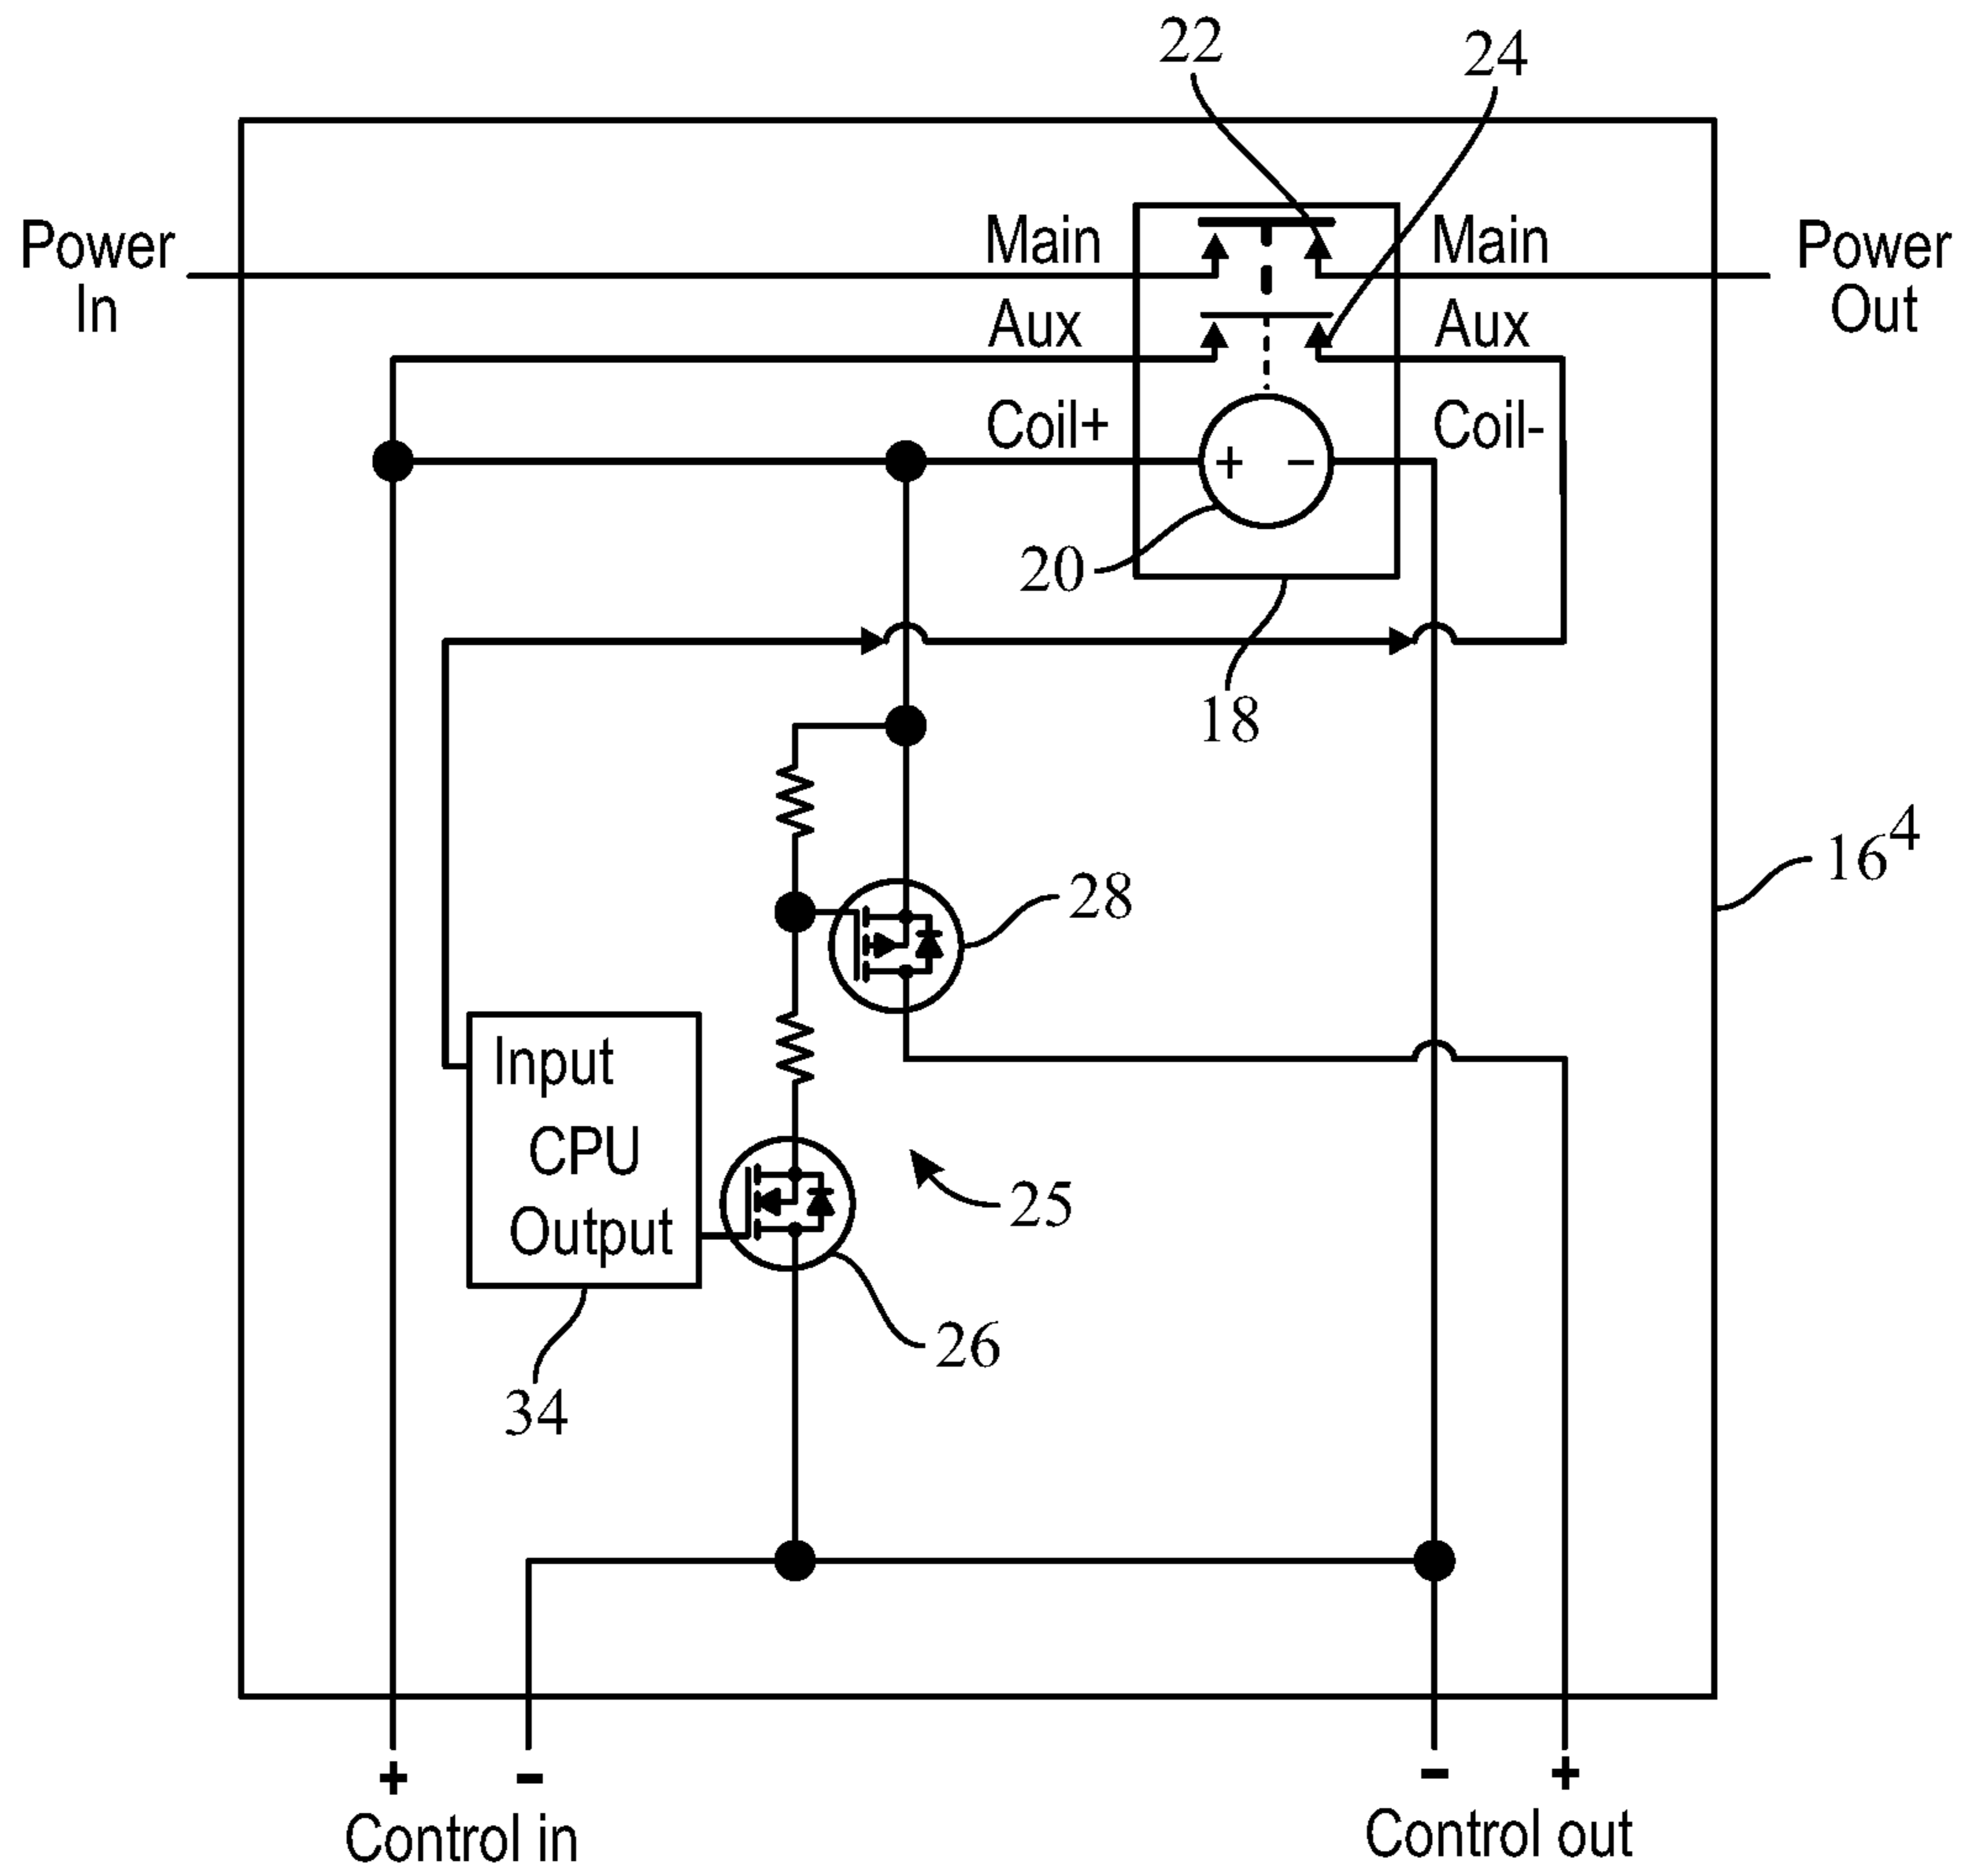 22
24
Power
In
Main
Main
Power
Out
Aux
Aux
Coil+
Coil-
+ −
20
18
16⁴
28
Input
CPU
Output
25
26
34
+ -
Control in
- +
Control out